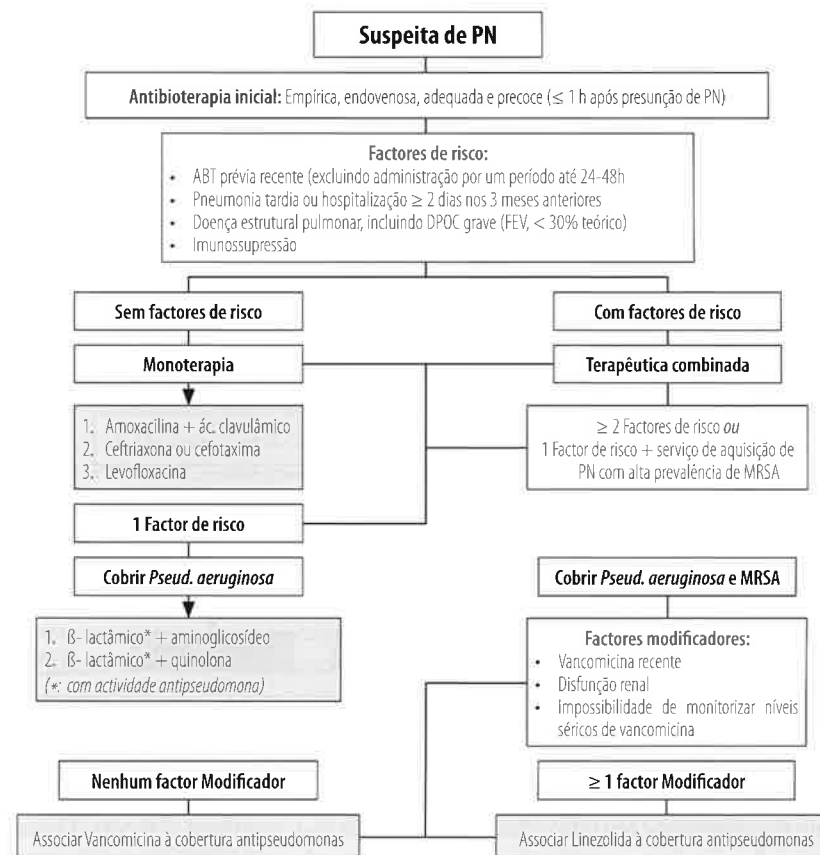 Suspeita de PN
Antibioterapia inicial: Empírica, endovenosa, adequada e precoce (≤ 1 h após presunção de PN)
Factores de risco:
• ABT prévia recente (excluindo administração por um período até 24-48h
• Pneumonia tardia ou hospitalização ≥ 2 dias nos 3 meses anteriores
• Doença estrutural pulmonar, incluindo DPOC grave (FEV, < 30% teórico)
• Imunossupressão
Sem factores de risco
Monoterapia
1. Amoxacilina + ác. clavulâmico
2. Ceftriaxona ou cefotaxima
3. Levofloxacina
Com factores de risco
Terapêutica combinada
≥ 2 Factores de risco ou
1 Factor de risco + serviço de aquisição de
PN com alta prevalência de MRSA
1 Factor de risco
Cobrir Pseud. aeruginosa
1. ß- lactâmico* + aminoglicosídeo
2. ß- lactâmico* + quinolona
(*: com actividade antipseudomona)
Cobrir Pseud. aeruginosa e MRSA
Factores modificadores:
• Vancomicina recente
• Disfunção renal
• Impossibilidade de monitorizar níveis
séricos de vancomicina
Nenhum factor Modificador
Associar Vancomicina à cobertura antipseudomonas
≥ 1 factor Modificador
Associar Linezolida à cobertura antipseudomonas